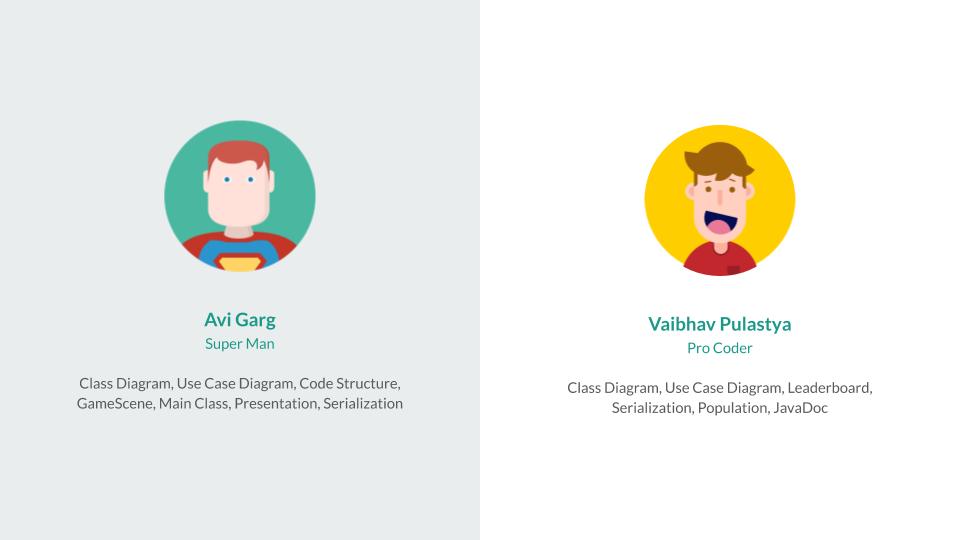 Avi Garg
Super Man
Class Diagram, Use Case Diagram, Code Structure,
GameScene, Main Class, Presentation, Serialization
Vaibhav Pulastya
Pro Coder
Class Diagram, Use Case Diagram, Leaderboard,
Serialization, Population, JavaDoc